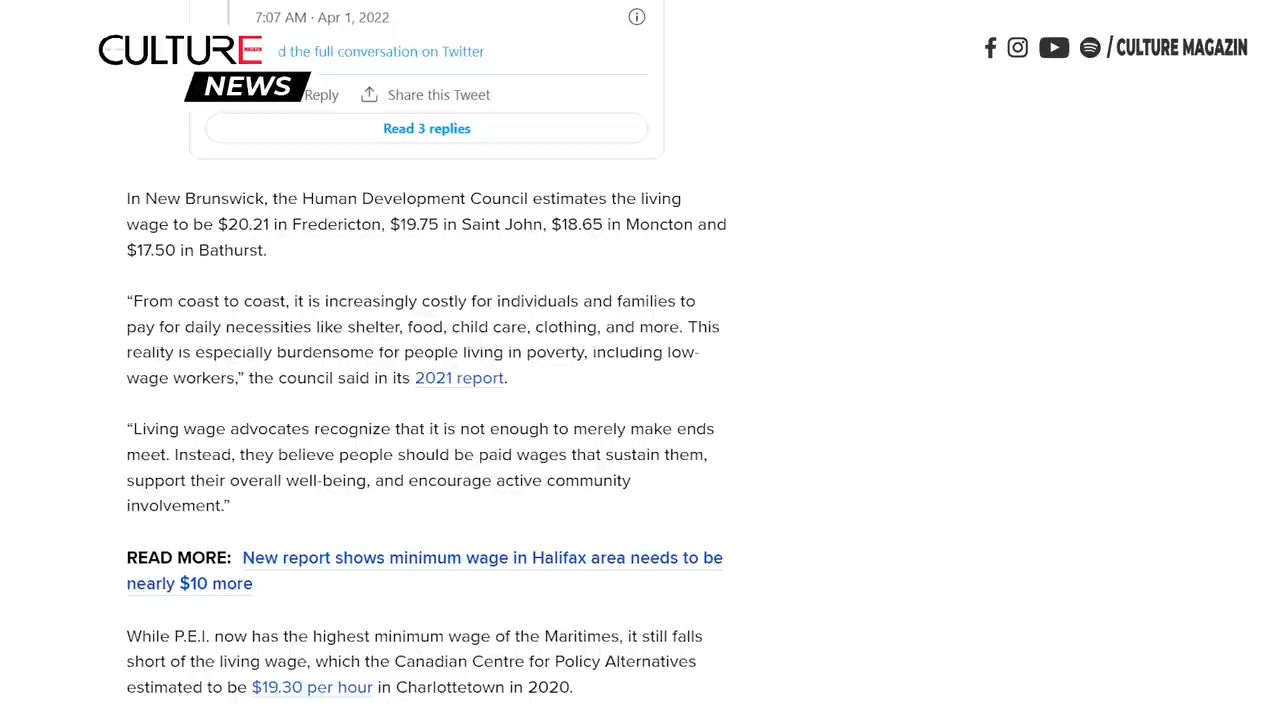 7:07 AM · Apr 1, 2022
CULTURE
d the full conversation on Twitter
/CULTURE MAGAZIN
NEWS
Reply Share this Tweet
Read 3 replies
In New Brunswick, the Human Development Council estimates the living
wage to be $20.21 in Fredericton, $19.75 in Saint John, $18.65 in Moncton and
$17.50 in Bathurst.
“From coast to coast, it is increasingly costly for individuals and families to
pay for daily necessities like shelter, food, child care, clothing, and more. This
reality is especially burdensome for people living in poverty, including low-
wage workers,” the council said in its 2021 report.
“Living wage advocates recognize that it is not enough to merely make ends
meet. Instead, they believe people should be paid wages that sustain them,
support their overall well-being, and encourage active community
involvement.”
READ MORE: New report shows minimum wage in Halifax area needs to be
nearly $10 more
While P.E.I. now has the highest minimum wage of the Maritimes, it still falls
short of the living wage, which the Canadian Centre for Policy Alternatives
estimated to be $19.30 per hour in Charlottetown in 2020.